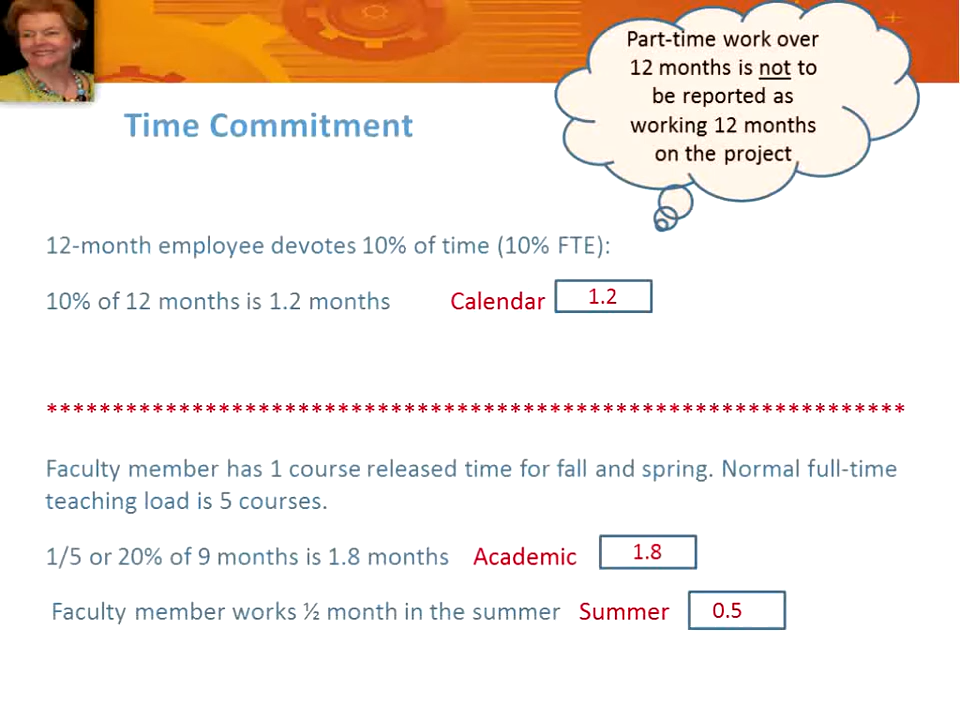 Part-time work over
12 months is not to
be reported as
working 12 months
on the project
Time Commitment
12-month employee devotes 10% of time (10% FTE):
10% of 12 months is 1.2 months Calendar 1.2
*****************************************************************
Faculty member has 1 course released time for fall and spring. Normal full-time
teaching load is 5 courses.
1/5 or 20% of 9 months is 1.8 months Academic 1.8
Faculty member works ½ month in the summer Summer 0.5